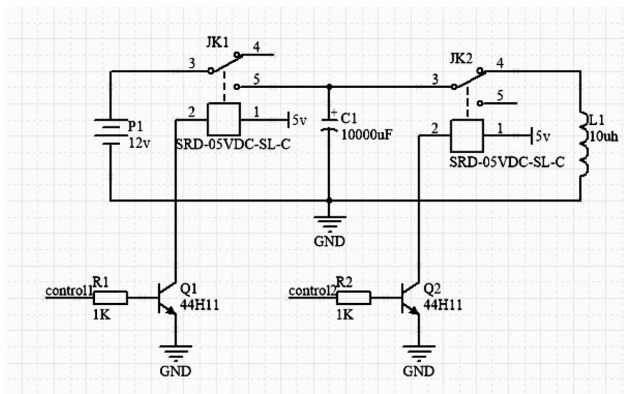 JK1
3
4
5
JK2
3
4
5
P1
12v
2
1
5v
SRD-05VDC-SL-C
C1
+
10000uF
2
1
5v
SRD-05VDC-SL-C
L1
10uh
GND
control1
R1
1K
Q1
44H11
GND
control2
R2
1K
Q2
44H11
GND